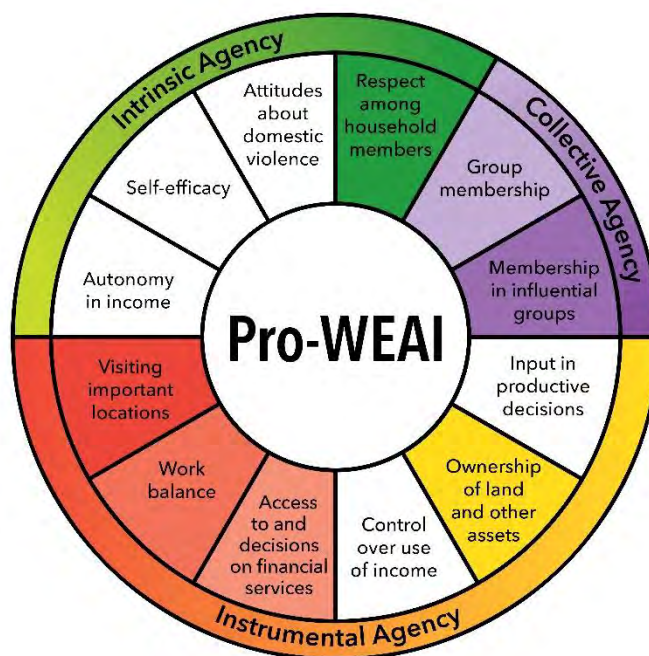 Intrinsic Agency
Collective Agency
Instrumental Agency
Attitudes
about
domestic
violence
Respect
among
household
members
Group
membership
Membership
in influential
groups
Input in
productive
decisions
Ownership
of land
and other
assets
Control
over use
of income
Access
to and
decisions
on financial
services
Work
balance
Visiting
important
locations
Autonomy
in income
Self-efficacy
Pro-WEAI